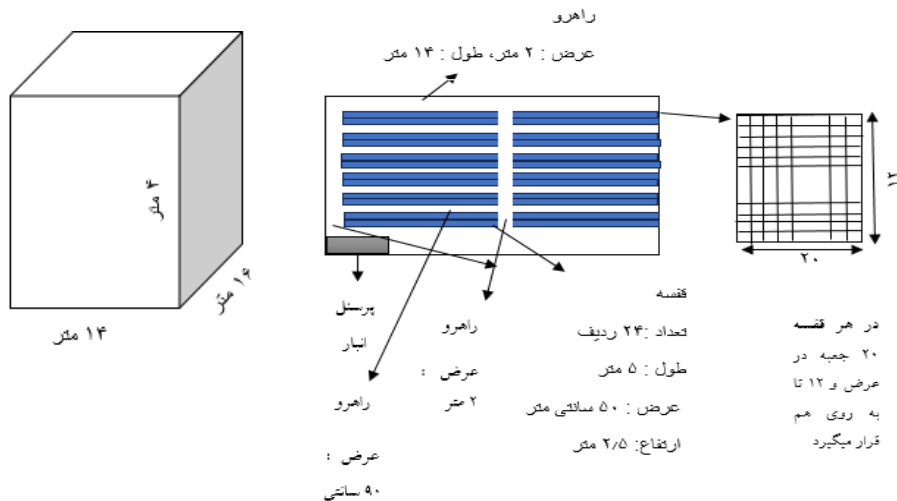 راهرو
عرض : ۲ متر، طول : ۱۴ متر
۴ متر
۱۶ متر
۱۴ متر
۱۲
۲۰
پرسنل
انبار
راهرو
عرض :
۲ متر
راهرو
عرض :
۹۰ سانتی
قفسه
تعداد :۲۴ ردیف
طول : ۵ متر
عرض : ۵۰ سانتی متر
ارتفاع: ۲/۵ متر
در هر قفسه
۲۰ جعبه در
عرض و ۱۲ تا
به روی هم
قرار میگیرد